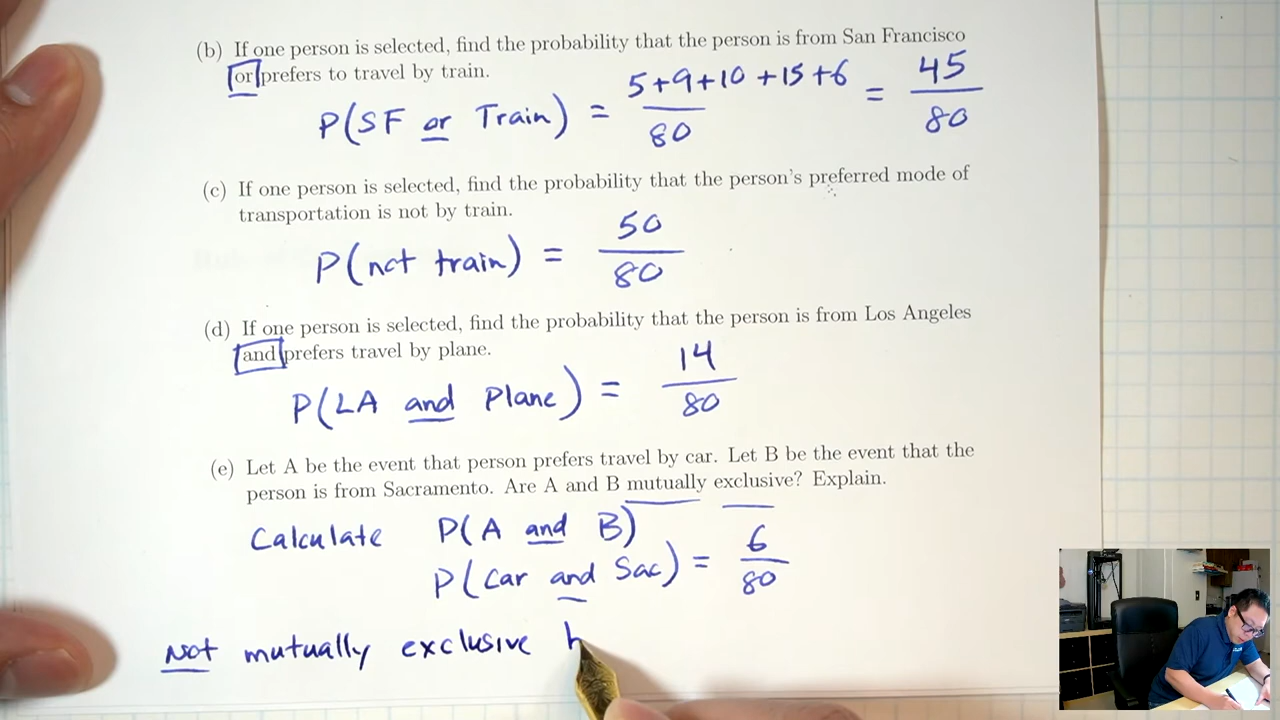 (b) If one person is selected, find the probability that the person is from San Francisco
or prefers to travel by train.
P(SF or Train) = 5+9+10+15+6 / 80 = 45 / 80
(c) If one person is selected, find the probability that the person's preferred mode of
transportation is not by train.
P(not train) = 50 / 80
(d) If one person is selected, find the probability that the person is from Los Angeles
and prefers travel by plane.
P(LA and Plane) = 14 / 80
(e) Let A be the event that person prefers travel by car. Let B be the event that the
person is from Sacramento. Are A and B mutually exclusive? Explain.
Calculate P(A and B)
P(Car and Sac) = 6 / 80
Not mutually exclusive